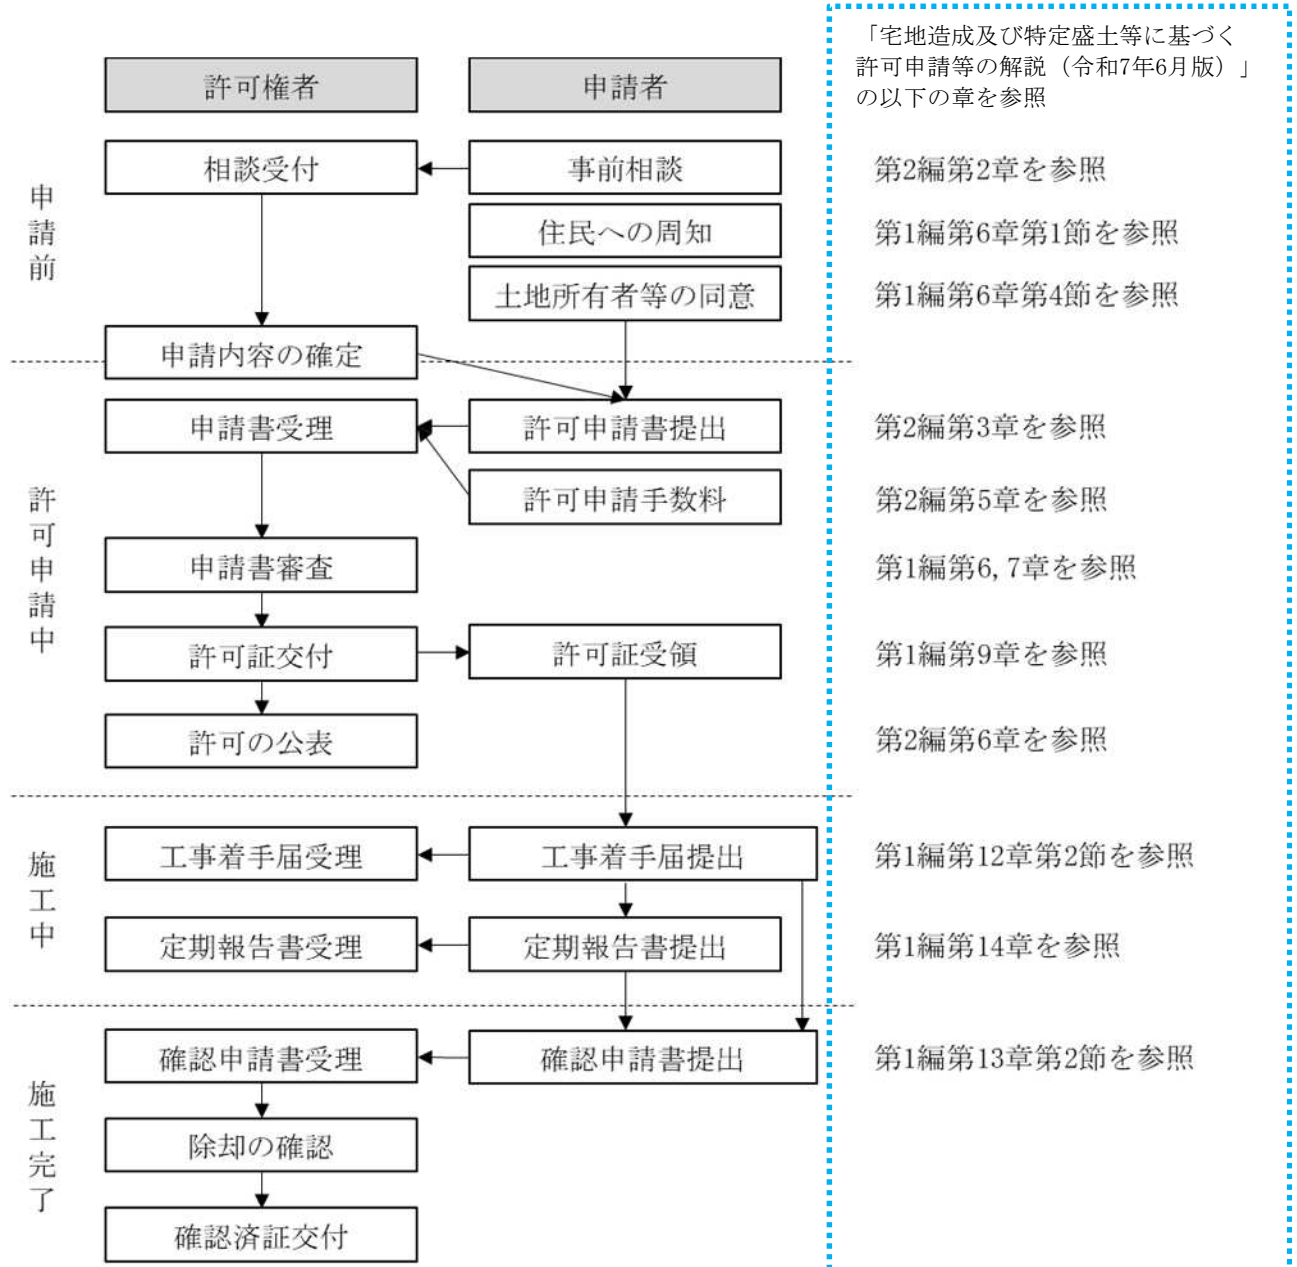 「宅地造成及び特定盛土等に基づく
許可申請等の解説（令和7年6月版）」
の以下の章を参照
許可権者
申請者
申請前
相談受付
事前相談
第2編第2章を参照
住民への周知
第1編第6章第1節を参照
土地所有者等の同意
第1編第6章第4節を参照
申請内容の確定
許可申請中
申請書受理
許可申請書提出
第2編第3章を参照
許可申請手数料
第2編第5章を参照
申請書審査
第1編第6,7章を参照
許可証交付
許可証受領
第1編第9章を参照
許可の公表
第2編第6章を参照
施工中
工事着手届受理
工事着手届提出
第1編第12章第2節を参照
定期報告書受理
定期報告書提出
第1編第14章を参照
施工完了
確認申請書受理
確認申請書提出
第1編第13章第2節を参照
除却の確認
確認済証交付